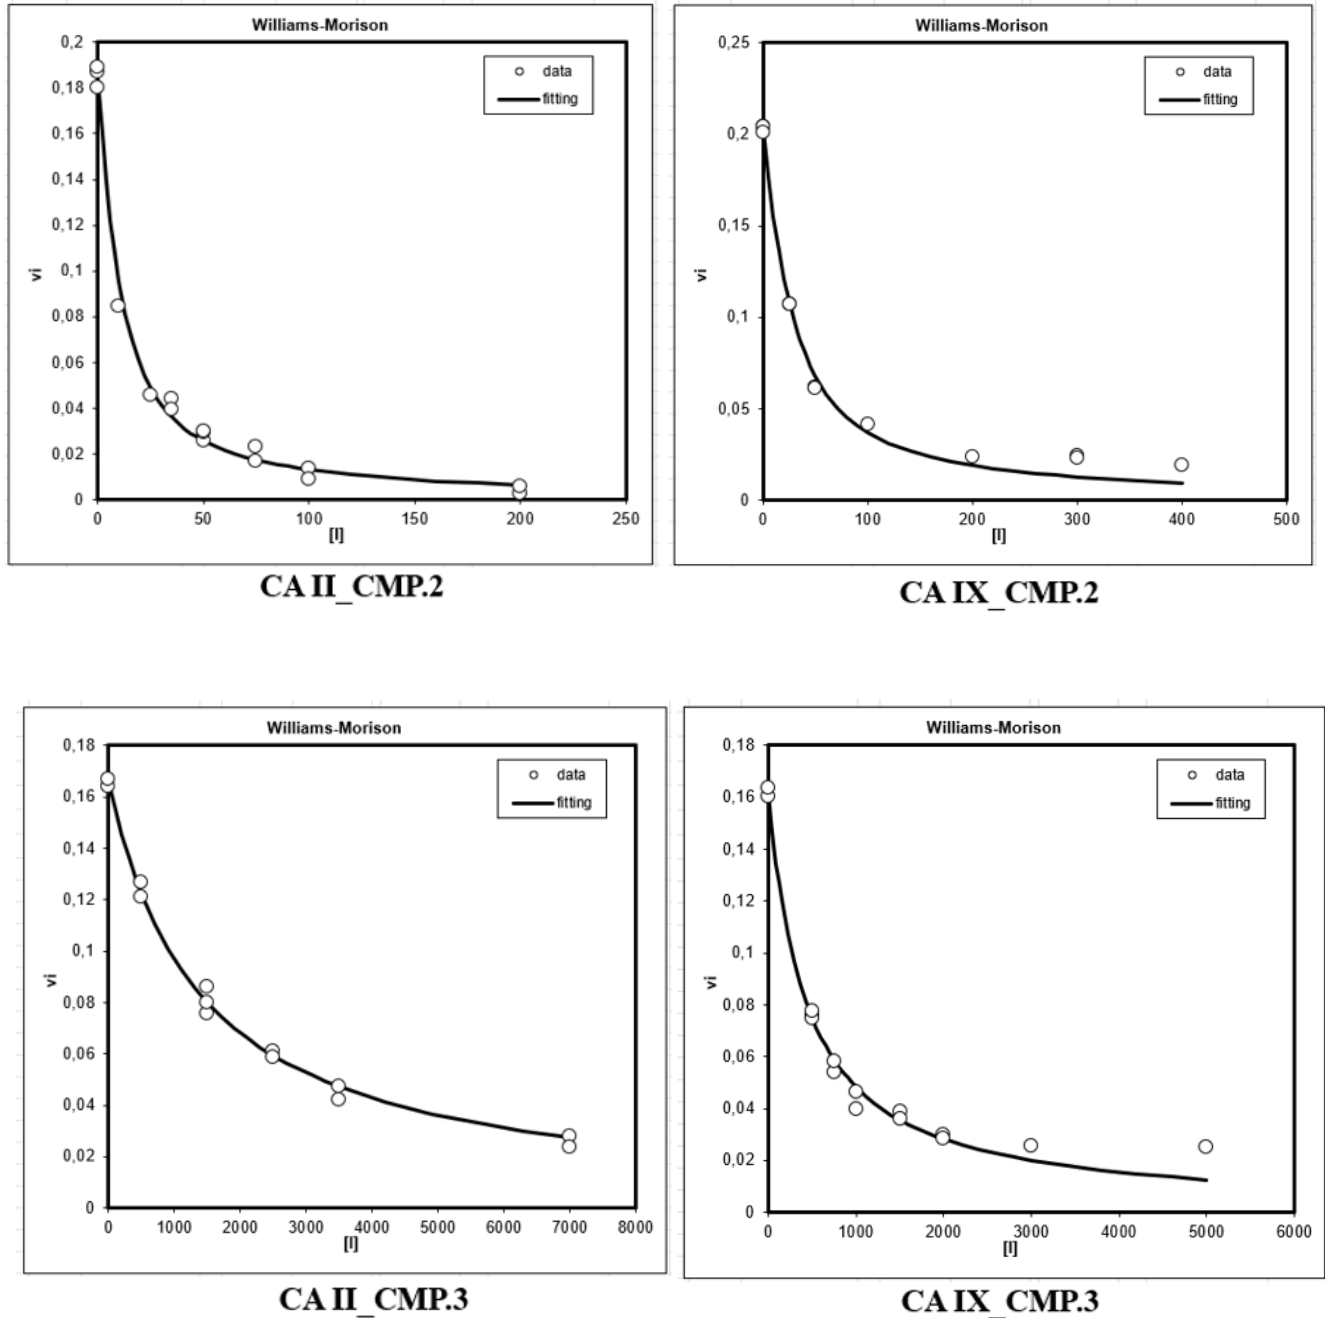 Williams-Morison
0,2
0,18
0,16
0,14
0,12
0,1
0,08
0,06
0,04
0,02
0
vi
data
fitting
0 50 100 150 200 250
[I]
CA II_CMP.2
Williams-Morison
0,25
0,2
0,15
0,1
0,05
0
vi
data
fitting
0 100 200 300 400 500
[I]
CA IX_CMP.2
Williams-Morison
0,18
0,16
0,14
0,12
0,1
0,08
0,06
0,04
0,02
0
vi
data
fitting
0 1000 2000 3000 4000 5000 6000 7000 8000
[I]
CA II_CMP.3
Williams-Morison
0,18
0,16
0,14
0,12
0,1
0,08
0,06
0,04
0,02
0
vi
data
fitting
0 1000 2000 3000 4000 5000 6000
[I]
CA IX_CMP.3